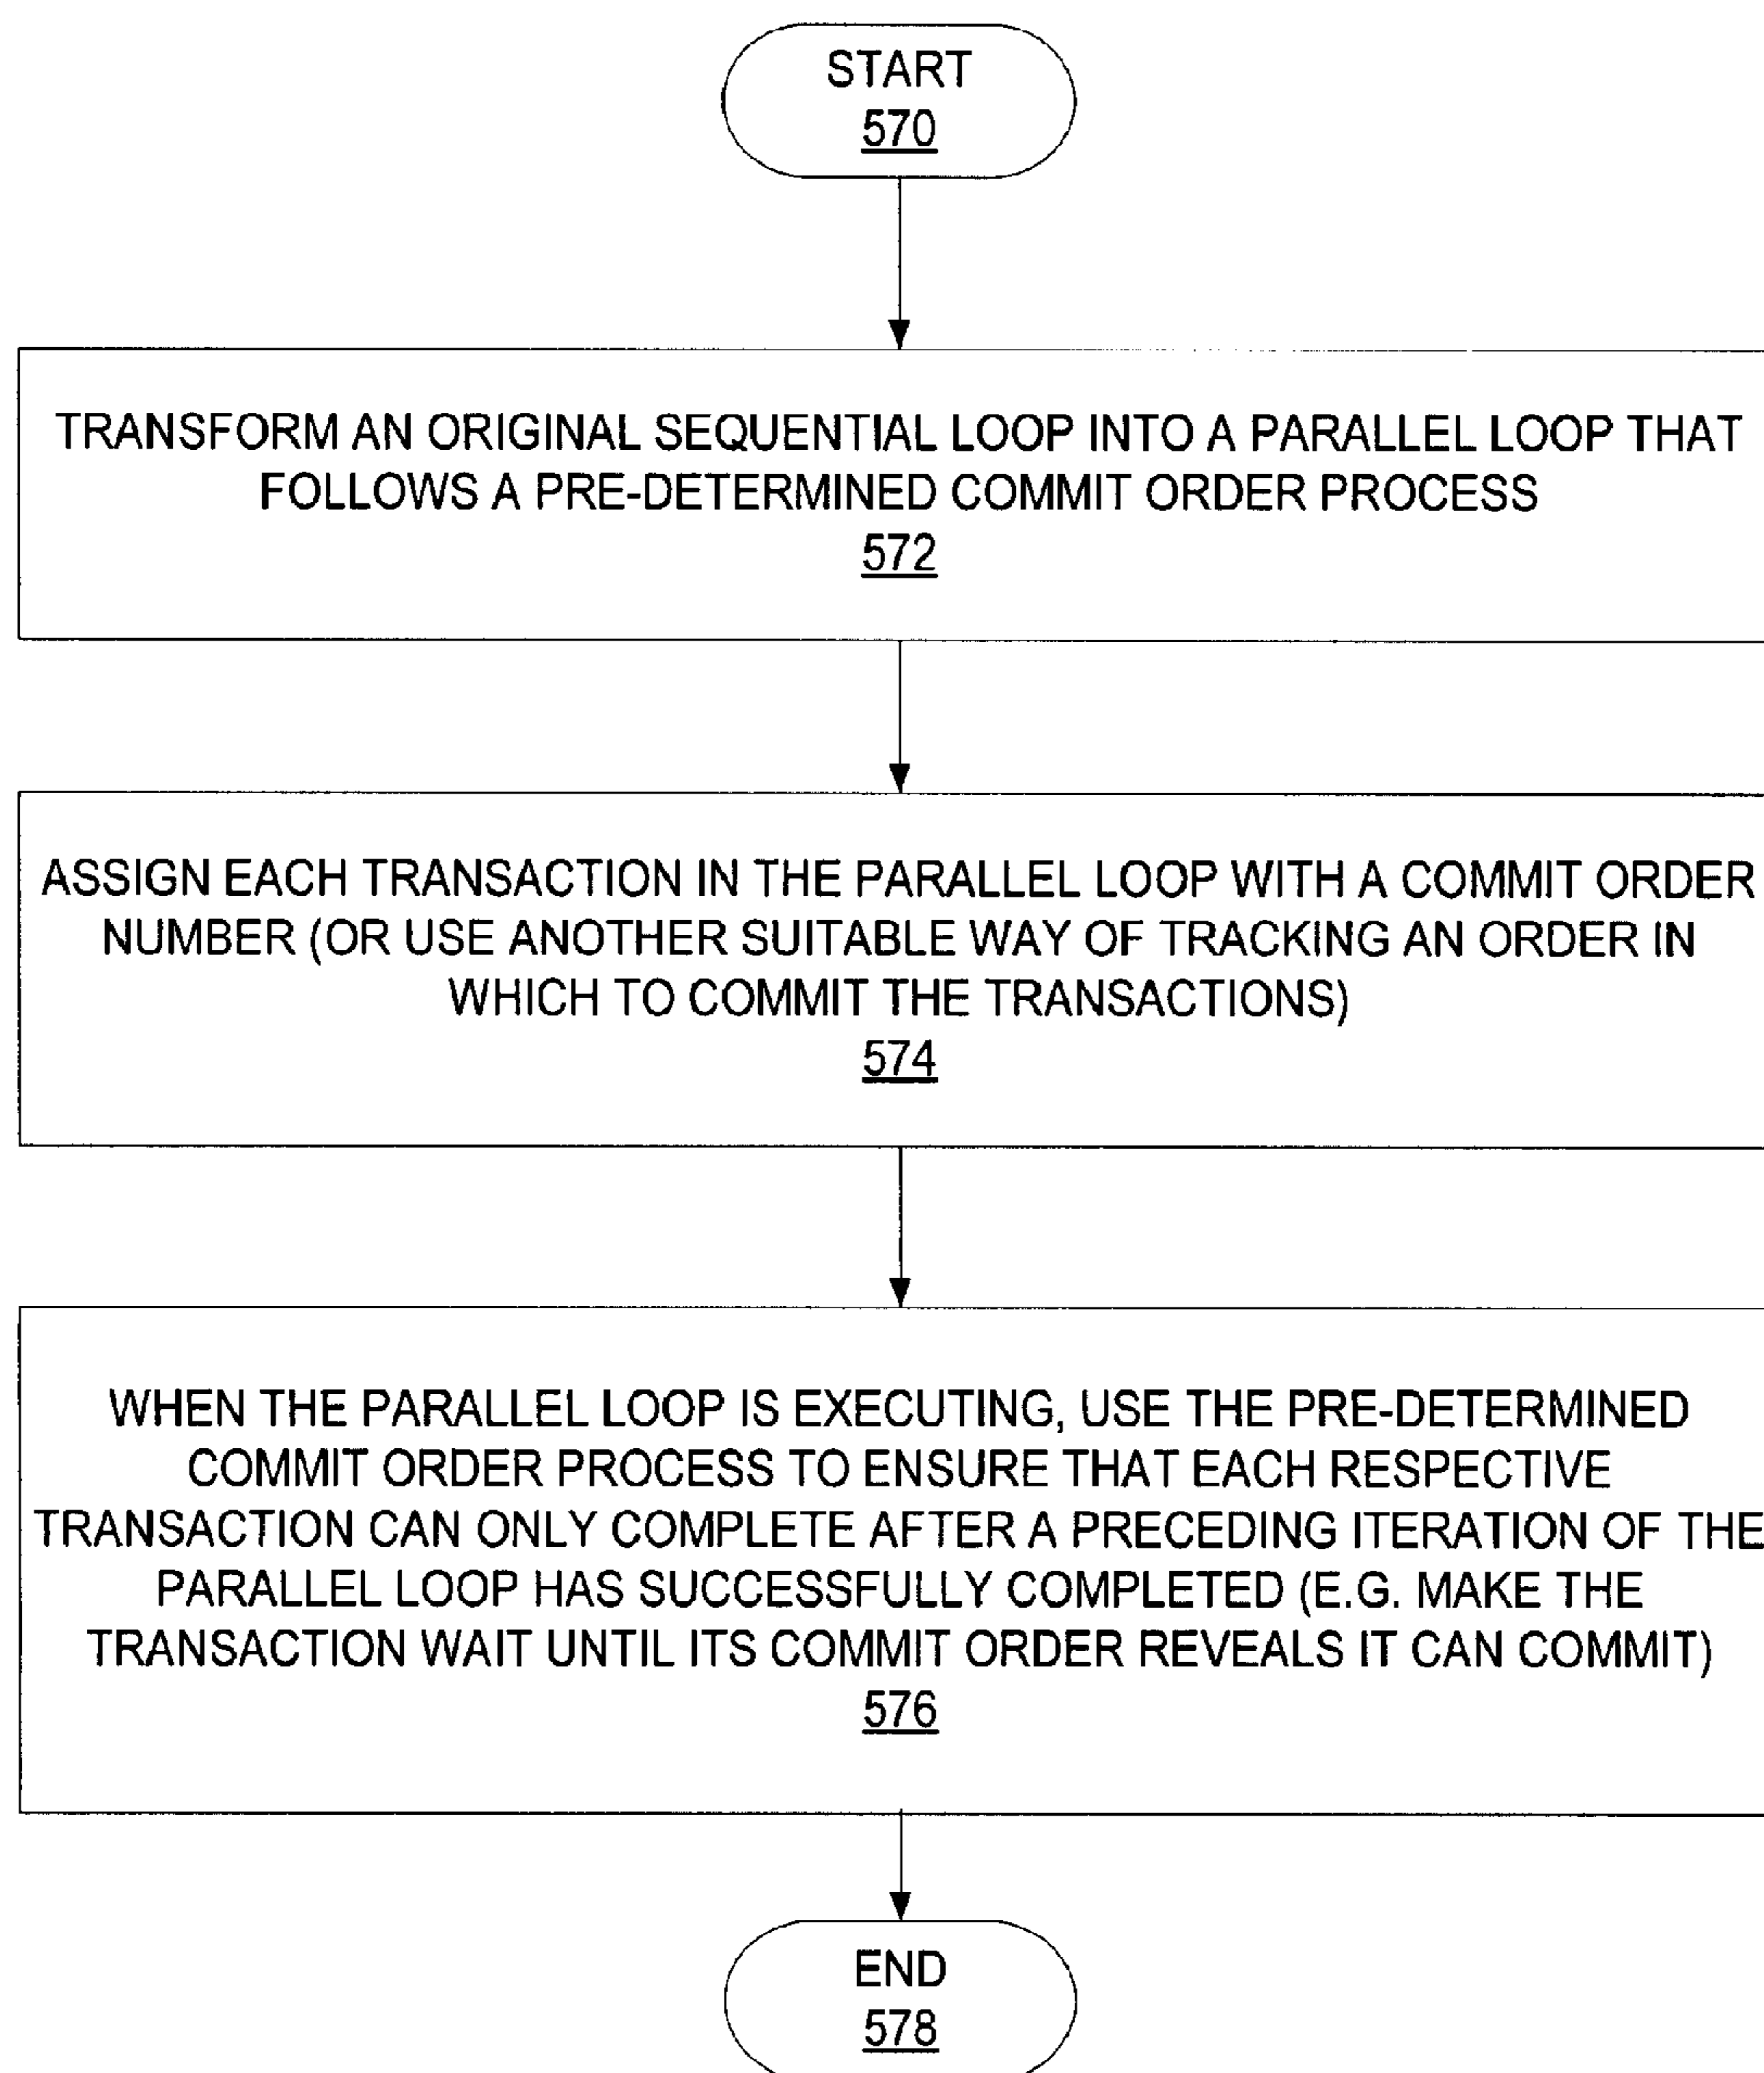 START
570
TRANSFORM AN ORIGINAL SEQUENTIAL LOOP INTO A PARALLEL LOOP THAT
FOLLOWS A PRE-DETERMINED COMMIT ORDER PROCESS
572
ASSIGN EACH TRANSACTION IN THE PARALLEL LOOP WITH A COMMIT ORDER
NUMBER (OR USE ANOTHER SUITABLE WAY OF TRACKING AN ORDER IN
WHICH TO COMMIT THE TRANSACTIONS)
574
WHEN THE PARALLEL LOOP IS EXECUTING, USE THE PRE-DETERMINED
COMMIT ORDER PROCESS TO ENSURE THAT EACH RESPECTIVE
TRANSACTION CAN ONLY COMPLETE AFTER A PRECEDING ITERATION OF THE
PARALLEL LOOP HAS SUCCESSFULLY COMPLETED (E.G. MAKE THE
TRANSACTION WAIT UNTIL ITS COMMIT ORDER REVEALS IT CAN COMMIT)
576
END
578